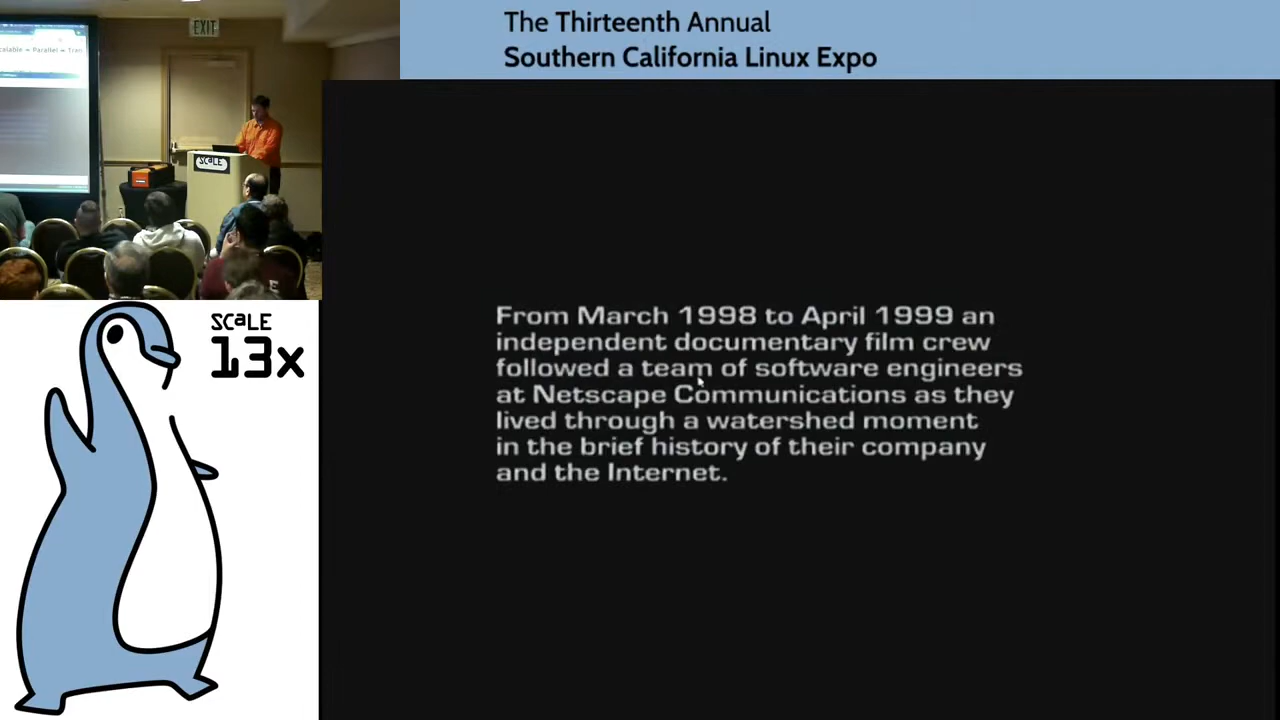 The Thirteenth Annual
Southern California Linux Expo
EXIT
Parallel
SCaLE
SCaLE
13x
From March 1998 to April 1999 an
independent documentary film crew
followed a team of software engineers
at Netscape Communications as they
lived through a watershed moment
in the brief history of their company
and the Internet.